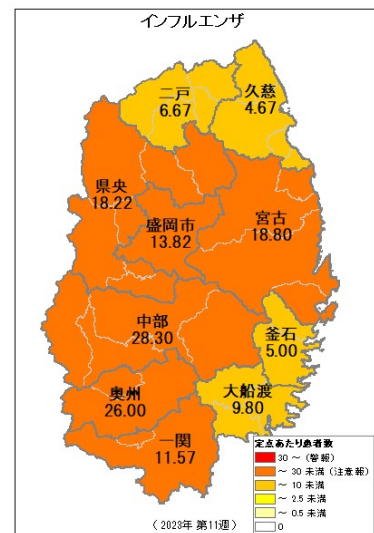 インフルエンザ
二戸
6.67
久慈
4.67
県央
18.22
盛岡市
13.82
宮古
18.80
中部
28.30
釜石
5.00
奥州
26.00
大船渡
9.80
一関
11.57
定点あたり患者数
30 ~ (警報)
~ 30 未満 (注意報)
~ 10 未満
~ 2.5 未満
~ 0.5 未満
0
( 2023年 第11週 )